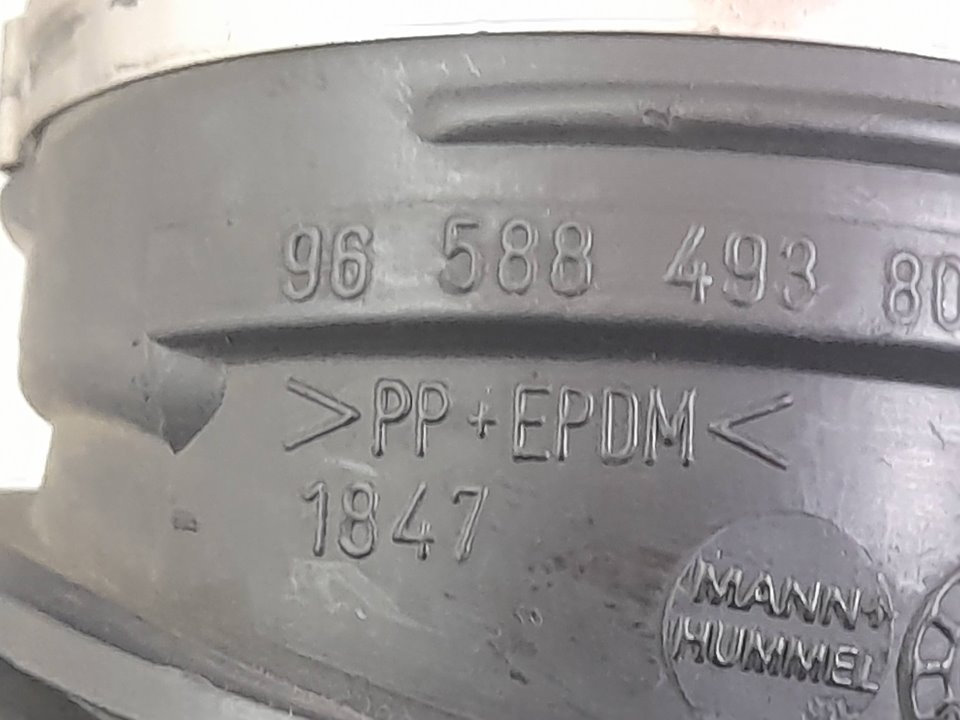 96 588 493 80
>PP+EPDM<
1847
MANN+
HUMMEL